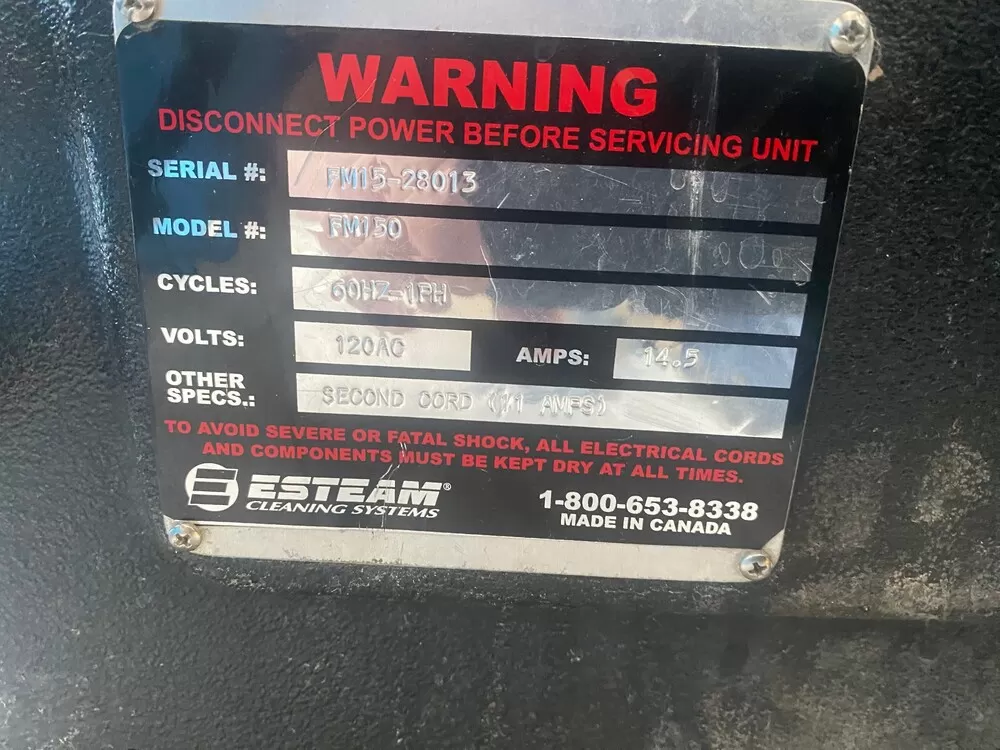 WARNING
DISCONNECT POWER BEFORE SERVICING UNIT
SERIAL #: FM15-28013
MODEL #: FM150
CYCLES: 60HZ-1PH
VOLTS: 120AC AMPS: 14.5
OTHER SPECS.: SECOND CORD (11 AMPS)
TO AVOID SEVERE OR FATAL SHOCK, ALL ELECTRICAL CORDS
AND COMPONENTS MUST BE KEPT DRY AT ALL TIMES.
ESTEAM®
CLEANING SYSTEMS
1-800-653-8338
MADE IN CANADA